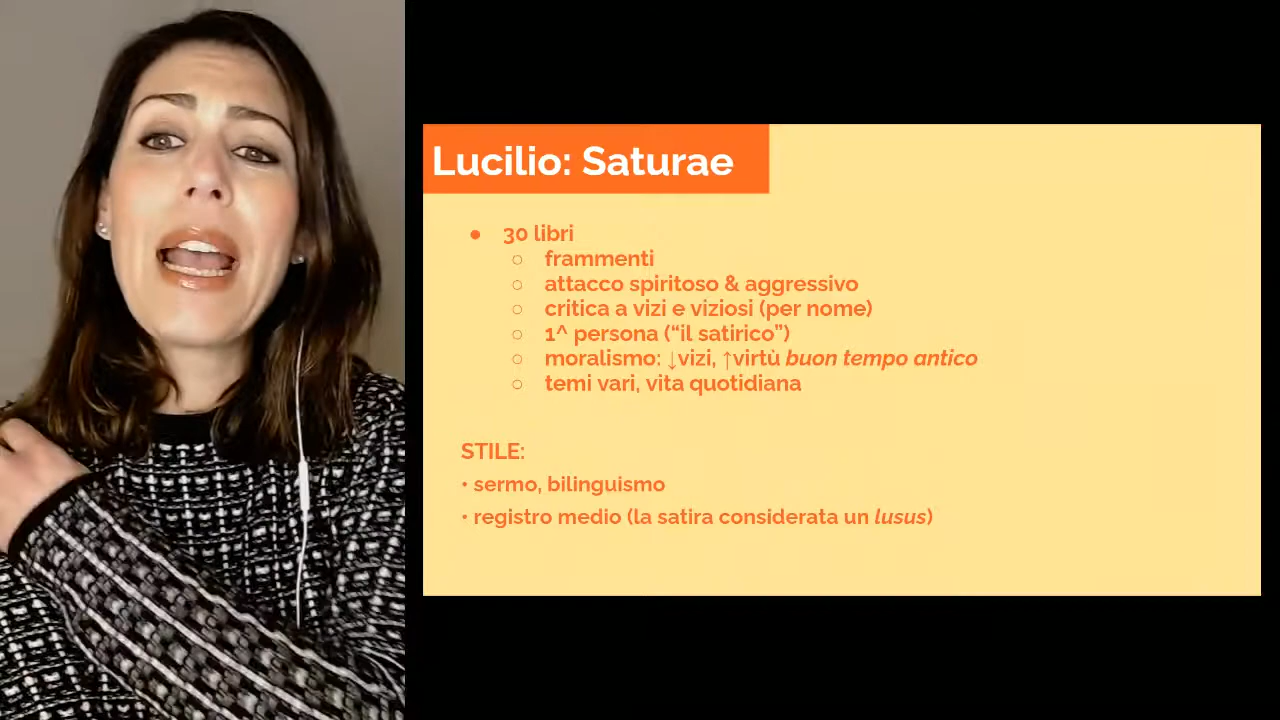 Lucilio: Saturae
● 30 libri
○ frammenti
○ attacco spiritoso & aggressivo
○ critica a vizi e viziosi (per nome)
○ 1^ persona (“il satirico”)
○ moralismo: ↓vizi, ↑virtù buon tempo antico
○ temi vari, vita quotidiana
STILE:
• sermo, bilinguismo
• registro medio (la satira considerata un lusus)